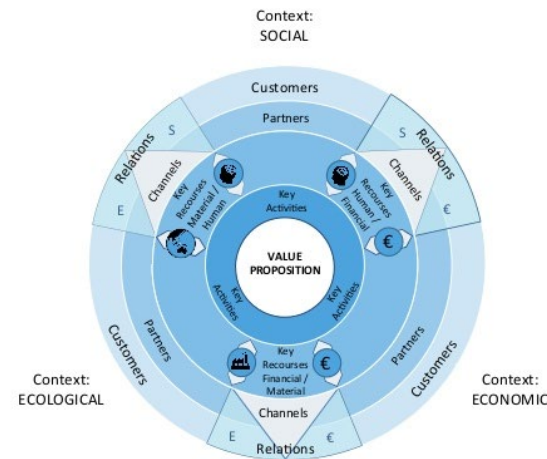 Context:
SOCIAL
Customers
Partners
S
Relations
Channels
E
Key
Recourses
Material /
Human
S
Relations
Channels
€
Key
Recourses
Human /
Financial
€
Key
Activities
VALUE
PROPOSITION
Key
Activities
Key
Activities
Partners
Customers
Partners
Customers
Key
Recourses
Financial /
Material
€
Channels
E
€
Relations
Context:
ECOLOGICAL
Context:
ECONOMIC